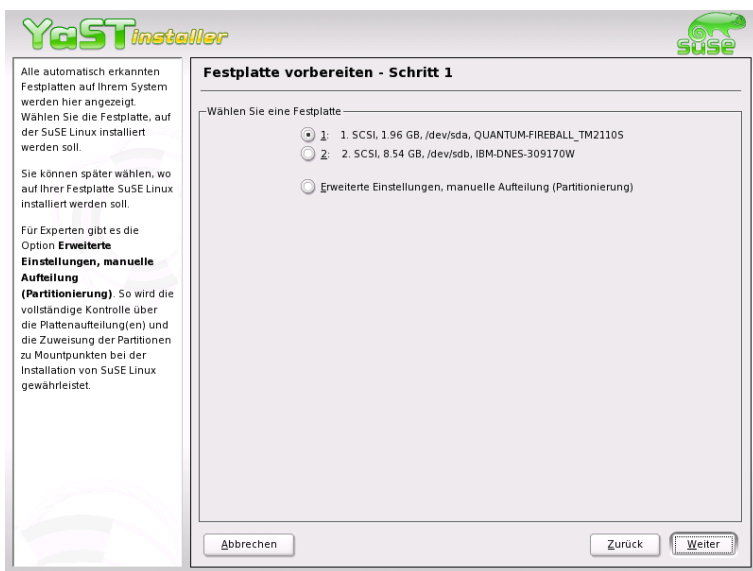 YaST installer
SuSE
Alle automatisch erkannten
Festplatten auf Ihrem System
werden hier angezeigt.
Wählen Sie die Festplatte, auf
der SuSE Linux installiert
werden soll.
Sie können später wählen, wo
auf Ihrer Festplatte SuSE Linux
installiert werden soll.
Für Experten gibt es die
Option Erweiterte
Einstellungen, manuelle
Aufteilung
(Partitionierung). So wird die
vollständige Kontrolle über
die Plattenaufteilung(en) und
die Zuweisung der Partitionen
zu Mountpunkten bei der
Installation von SuSE Linux
gewährleistet.
Festplatte vorbereiten - Schritt 1
Wählen Sie eine Festplatte
1: 1. SCSI, 1.96 GB, /dev/sda, QUANTUM-FIREBALL_TM2110S
2: 2. SCSI, 8.54 GB, /dev/sdb, IBM-DNES-309170W
Erweiterte Einstellungen, manuelle Aufteilung (Partitionierung)
Abbrechen
Zurück
Weiter